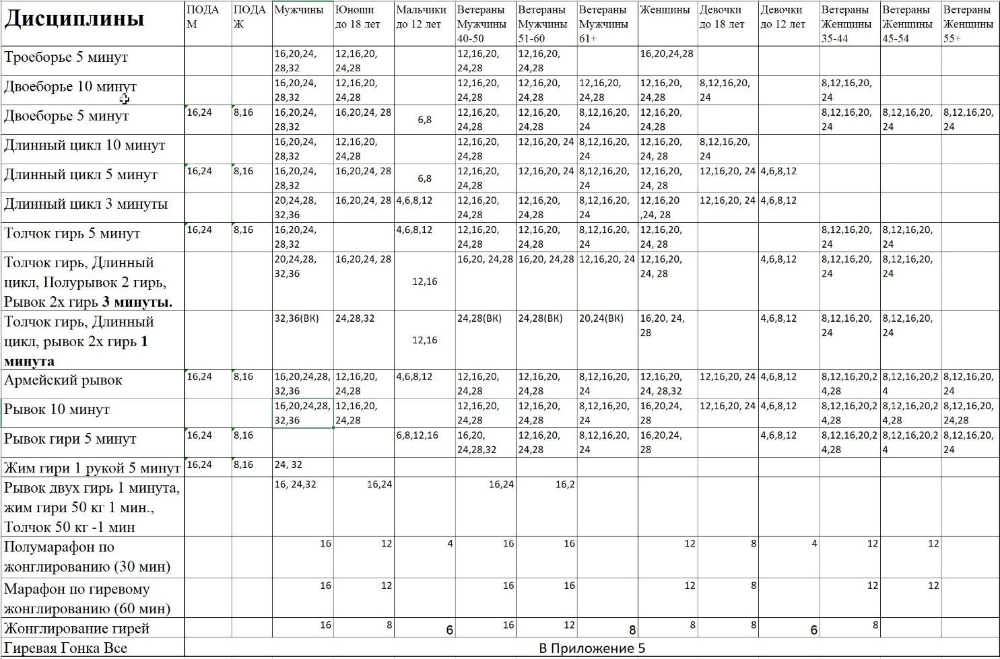 Дисциплины ПОДА М ПОДА Ж Мужчины Юноши до 18 лет Мальчики до 12 лет Ветераны Мужчины 40-50 Ветераны Мужчины 51-60 Ветераны Мужчины 61+ Женщины Девочки до 18 лет Девочки до 12 лет Ветераны Женщины 35-44 Ветераны Женщины 45-54 Ветераны Женщины 55+
Троеборье 5 минут 16,20,24, 28,32 12,16,20, 24,28 12,16,20, 24,28 12,16,20, 24,28 16,20,24,28
Двоеборье 10 минут 16,20,24, 28,32 12,16,20, 24,28 12,16,20, 24,28 12,16,20, 24,28 12,16,20, 24,28 12,16,20, 24,28 8,12,16,20, 24 8,12,16,20, 24
Двоеборье 5 минут 16,24 8,16 16,20,24, 28,32 16,20,24, 28 6,8 12,16,20, 24,28 12,16,20, 24,28 8,12,16,20, 24 12,16,20, 24,28 8,12,16,20, 24 8,12,16,20, 24 8,12,16,20, 24
Длинный цикл 10 минут 16,20,24, 28,32 12,16,20, 24,28 12,16,20, 24,28 12,16,20, 24 8,12,16,20, 24 12,16,20, 24, 28 8,12,16,20, 24
Длинный цикл 5 минут 16,24 8,16 16,20,24, 28,32 16,20,24, 28 6,8 12,16,20, 24,28 12,16,20, 24 8,12,16,20, 24 12,16,20, 24, 28 12,16,20, 24 4,6,8,12
Длинный цикл 3 минуты 20,24,28, 32,36 16,20,24, 28 4,6,8,12 12,16,20, 24,28 12,16,20, 24,28 8,12,16,20, 24 12,16,20 ,24, 28 12,16,20, 24 4,6,8,12
Толчок гирь 5 минут 16,24 8,16 16,20,24, 28,32 4,6,8,12 12,16,20, 24,28 12,16,20, 24,28 8,12,16,20, 24 12,16,20, 24, 28 8,12,16,20, 24 8,12,16,20, 24
Толчок гирь, Длинный цикл, Полурывок 2 гирь, Рывок 2х гирь 3 минуты. 20,24,28, 32,36 16,20,24, 28 12,16 16,20, 24,28 16,20, 24,28 12,16,20, 24 12,16,20, 24, 28 4,6,8,12 8,12,16,20, 24 8,12,16,20, 24
Толчок гирь, Длинный цикл, рывок 2х гирь 1 минута 32,36(ВК) 24,28,32 12,16 24,28(ВК) 24,28(ВК) 20,24(ВК) 16,20, 24, 28 4,6,8,12 8,12,16,20, 24 8,12,16,20, 24
Армейский рывок 16,24 8,16 16,20,24,28, 32,36 12,16,20, 24,28 4,6,8,12 12,16,20, 24,28 12,16,20, 24,28 8,12,16,20, 24 12,16,20, 24, 28,32 12,16,20, 24 4,6,8,12 8,12,16,20,2 4,28 8,12,16,20,2 4 8,12,16,20, 24
Рывок 10 минут 16,20,24,28, 32,36 12,16,20, 24,28 12,16,20, 24,28 12,16,20, 24,28 8,12,16,20, 24 16,20,24, 28 12,16,20, 24 4,6,8,12 8,12,16,20,2 4,28 8,12,16,20,2 4,28 8,12,16,20, 24,28
Рывок гири 5 минут 16,24 8,16 6,8,12,16 16,20, 24,28,32 12,16,20, 24,28 8,12,16,20, 24 16,20,24, 28 4,6,8,12 8,12,16,20,2 4,28 8,12,16,20,2 4 8,12,16,20, 24
Жим гири 1 рукой 5 минут 16,24 8,16 24, 32
Рывок двух гирь 1 минута, жим гири 50 кг 1 мин., Толчок 50 кг -1 мин 16, 24,32 16,24 16,24 16,2
Полумарафон по жонглированию (30 мин) 16 12 4 16 16 12 8 4 12 12
Марафон по гиревому жонглированию (60 мин) 16 12 16 16 12 8 12 12
Жонглирование гирей 16 8 6 16 12 8 8 8 6 8
Гиревая Гонка Все В Приложение 5